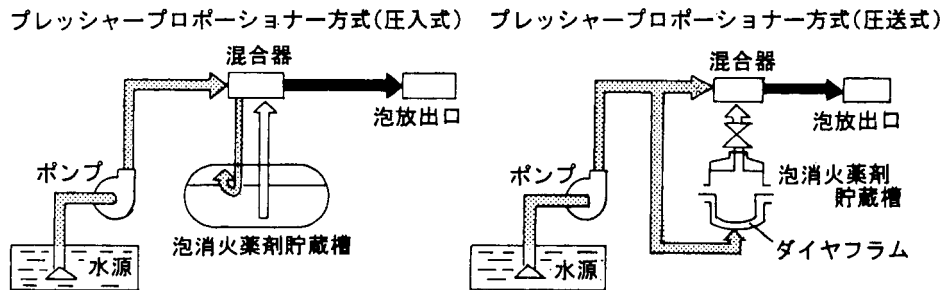 プレッシャープロポーショナー方式(圧入式)
混合器
泡放出口
ポンプ
泡消火薬剤貯蔵槽
水源
プレッシャープロポーショナー方式(圧送式)
混合器
泡放出口
ポンプ
泡消火薬剤
貯蔵槽
ダイヤフラム
水源